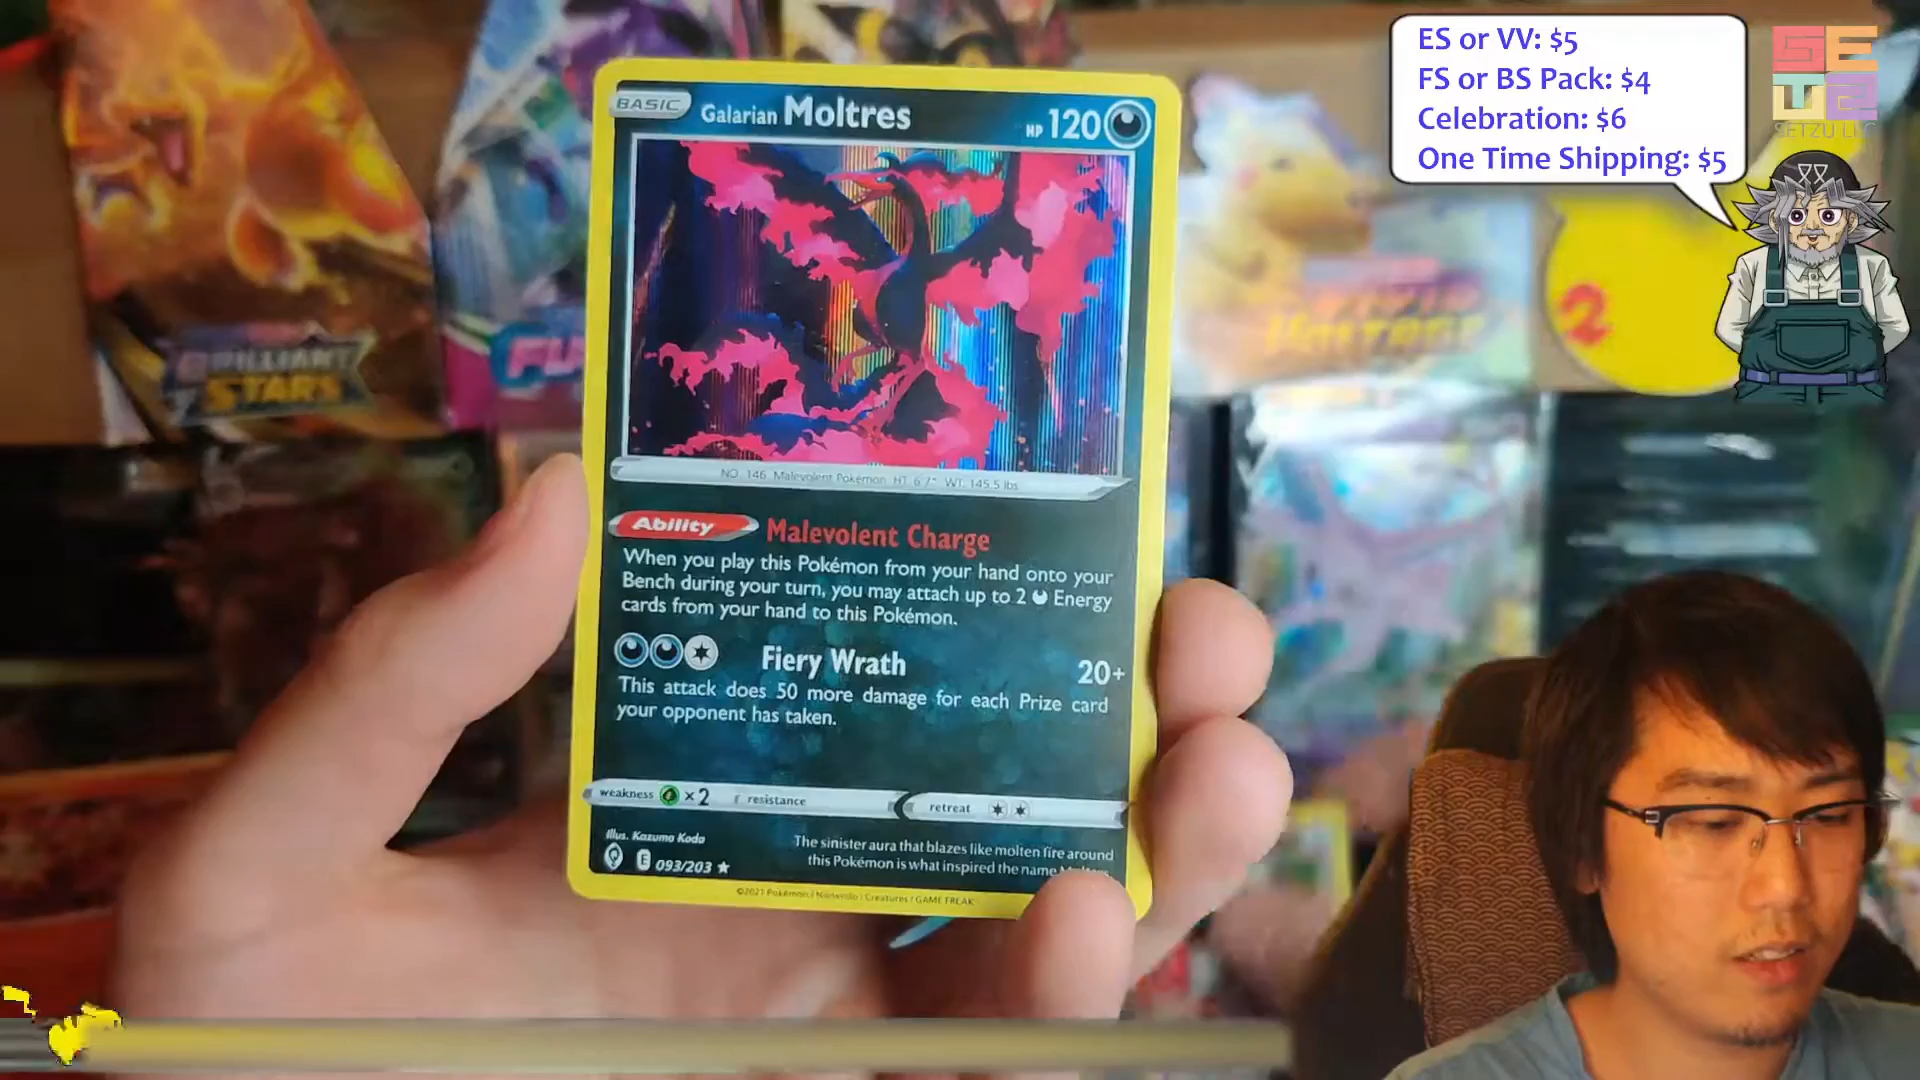 ES or VV: $5
FS or BS Pack: $4
Celebration: $6
One Time Shipping: $5
SETZU LLC
BRILLIANT
STARS
FU
2
BASIC
Galarian Moltres
HP 120
NO. 146 Malevolent Pokémon HT. 6'7" WT. 145.5 lbs
Ability Malevolent Charge
When you play this Pokémon from your hand onto your
Bench during your turn, you may attach up to 2 Energy
cards from your hand to this Pokémon.
Fiery Wrath 20+
This attack does 50 more damage for each Prize card
your opponent has taken.
weakness ×2 resistance retreat
Illus. Kazuma Koda
E 093/203
The sinister aura that blazes like molten fire around
this Pokémon is what inspired the name
©2021 Pokémon / Nintendo / Creatures / GAME FREAK